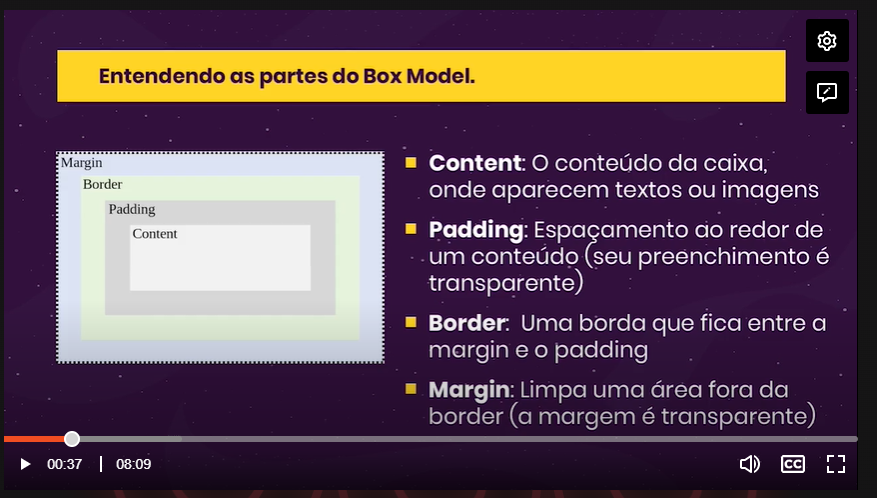 Entendendo as partes do Box Model.
Margin
Border
Padding
Content
Content: O conteúdo da caixa,
onde aparecem textos ou imagens
Padding: Espaçamento ao redor de
um conteúdo (seu preenchimento é
transparente)
Border:  Uma borda que fica entre a
margin e o padding
Margin: Limpa uma área fora da
border (a margem é transparente)
00:37 | 08:09
CC